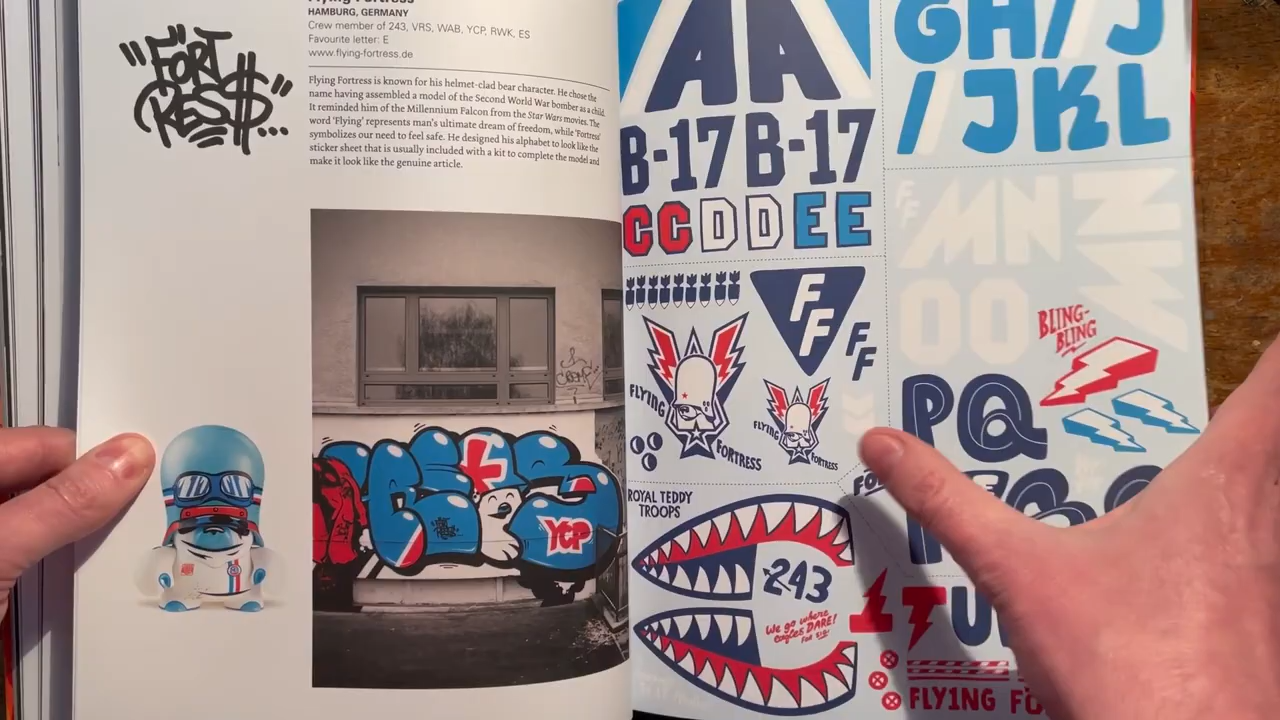 "FORT
RES$"...
Flying Fortress
HAMBURG, GERMANY
Crew member of 243, VRS, WAB, YCP, RWK, ES
Favourite letter: E
www.flying-fortress.de
Flying Fortress is known for his helmet-clad bear character. He chose the
name having assembled a model of the Second World War bomber as a child.
It reminded him of the Millennium Falcon from the Star Wars movies. The
word 'Flying' represents man's ultimate dream of freedom, while 'Fortress'
symbolizes our need to feel safe. He designed his alphabet to look like the
sticker sheet that is usually included with a kit to complete the model and
make it look like the genuine article.
YCP
AA
B-17 B-17
CCDDEE
FF
FF
FLYING
FORTRESS
FLYING
FORTRESS
ROYAL TEDDY
TROOPS
243
We go where
eagles DARE!
GH/J
/JKL
FF
MN
OO
BLING-
BLING
PQ
FLYING